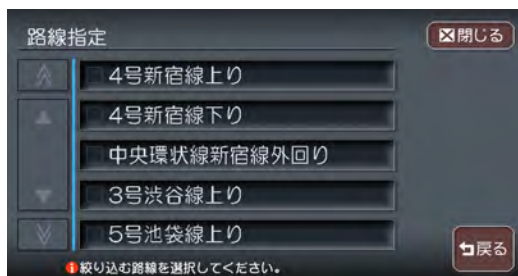 路線指定
閉じる
4号新宿線上り
4号新宿線下り
中央環状線新宿線外回り
3号渋谷線上り
5号池袋線上り
戻る
絞り込む路線を選択してください。